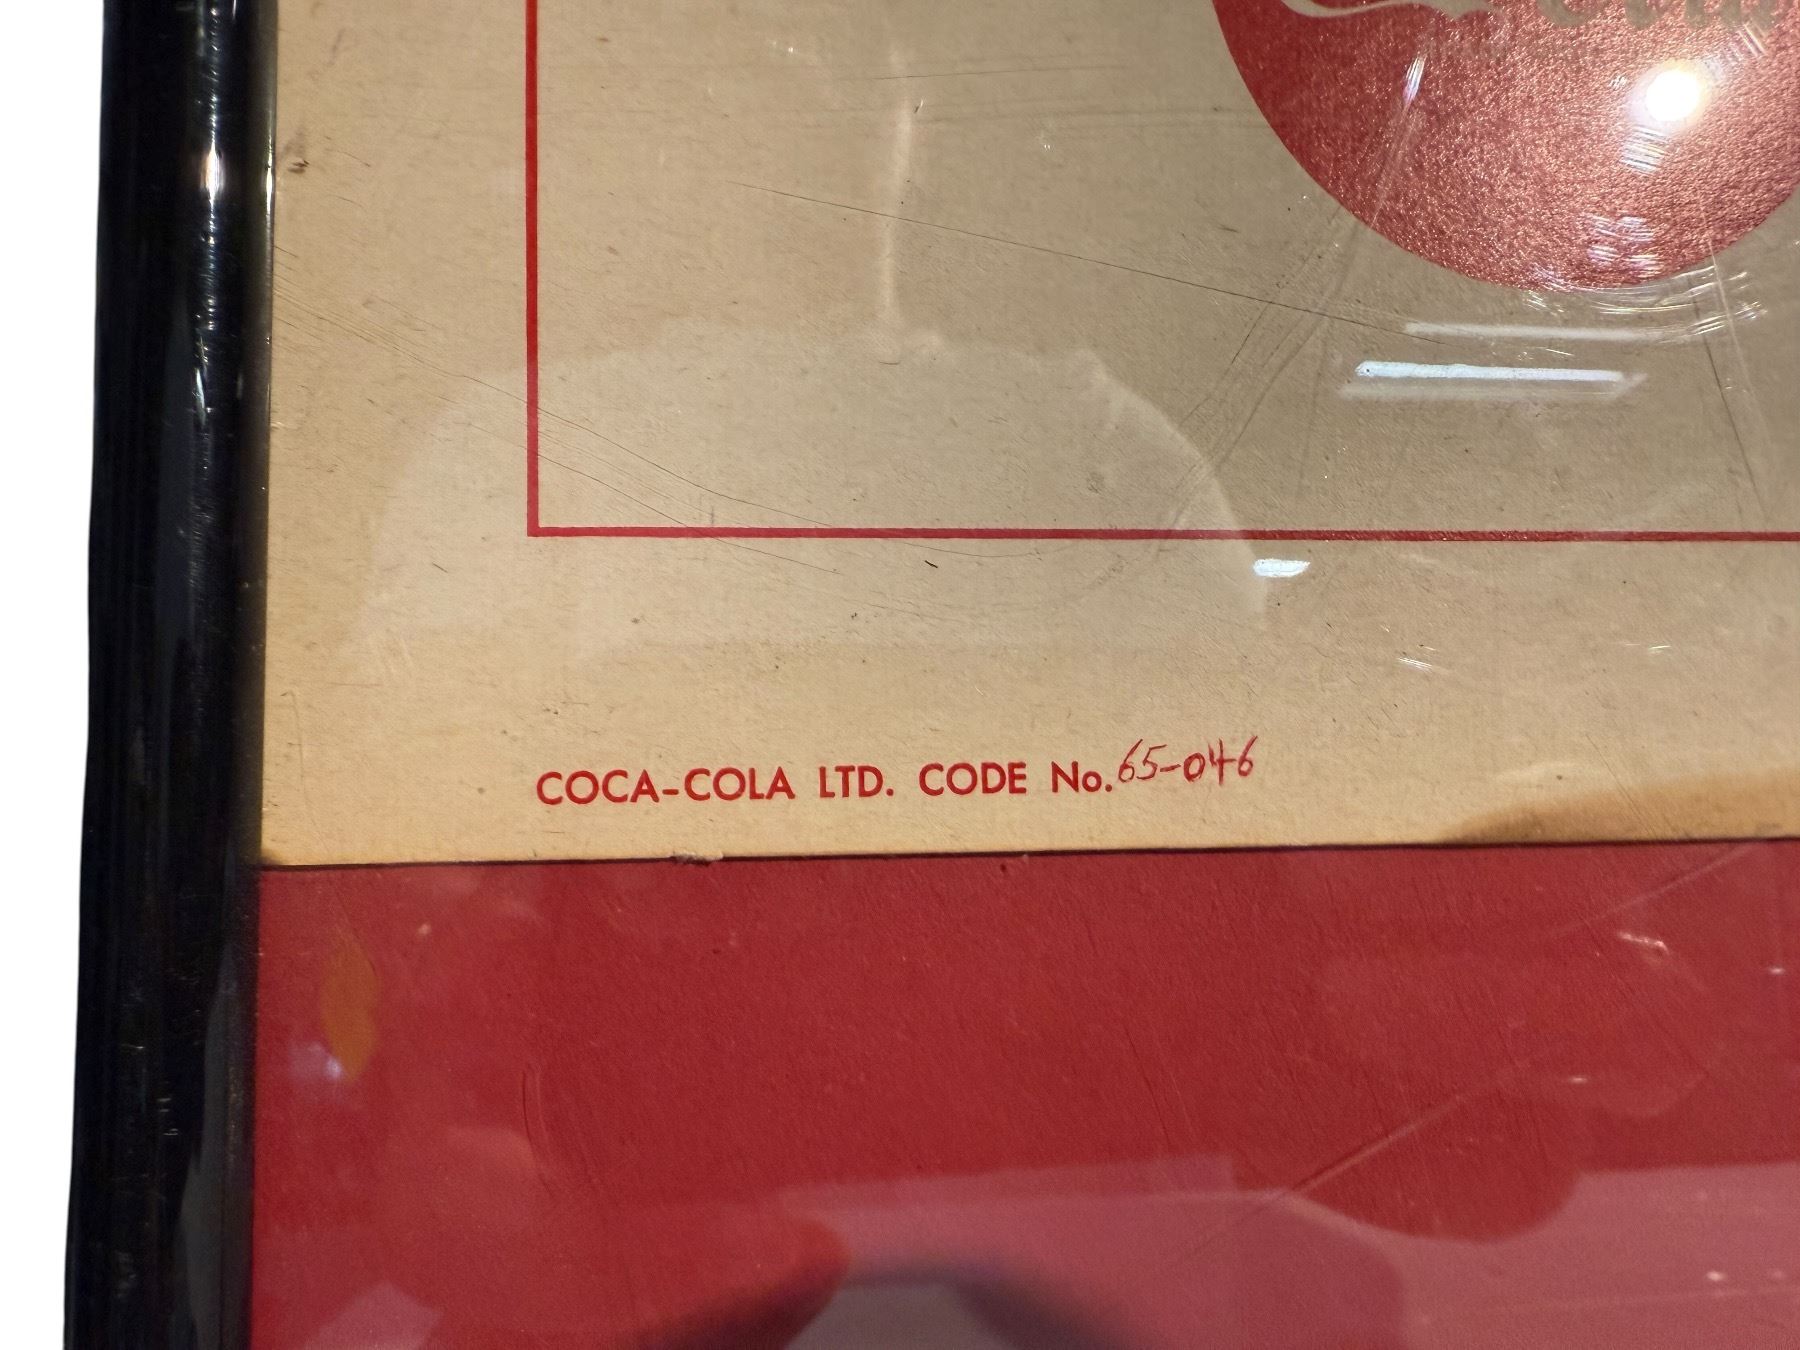 COCA-COLA LTD. CODE No. 65-046